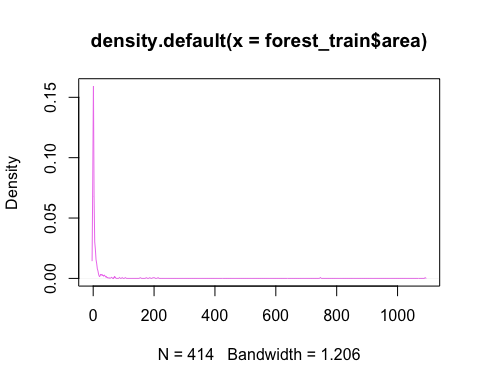 density.default(x = forest_train$area)
Density
0.15
0.10
0.05
0.00
0 200 400 600 800 1000
N = 414 Bandwidth = 1.206